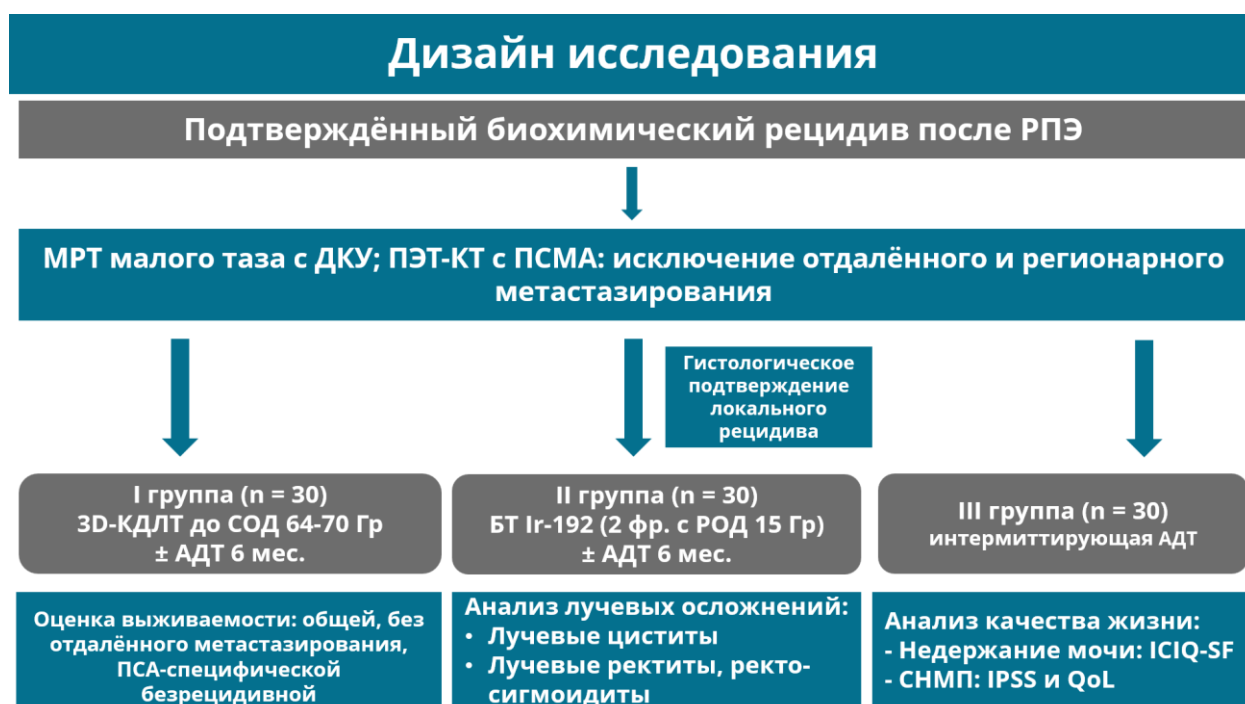 Дизайн исследования
Подтверждённый биохимический рецидив после РПЭ
МРТ малого таза с ДКУ; ПЭТ-КТ с ПСМА: исключение отдалённого и регионарного
метастазирования
Гистологическое
подтверждение
локального
рецидива
I группа (n = 30)
3D-КДЛТ до СОД 64-70 Гр
± АДТ 6 мес.
II группа (n = 30)
БТ Ir-192 (2 фр. с РОД 15 Гр)
± АДТ 6 мес.
III группа (n = 30)
интермиттирующая АДТ
Оценка выживаемости: общей, без
отдалённого метастазирования,
ПСА-специфической
безрецидивной
Анализ лучевых осложнений:
• Лучевые циститы
• Лучевые ректиты, ректо-
сигмоидиты
Анализ качества жизни:
- Недержание мочи: ICIQ-SF
- СНМП: IPSS и QoL